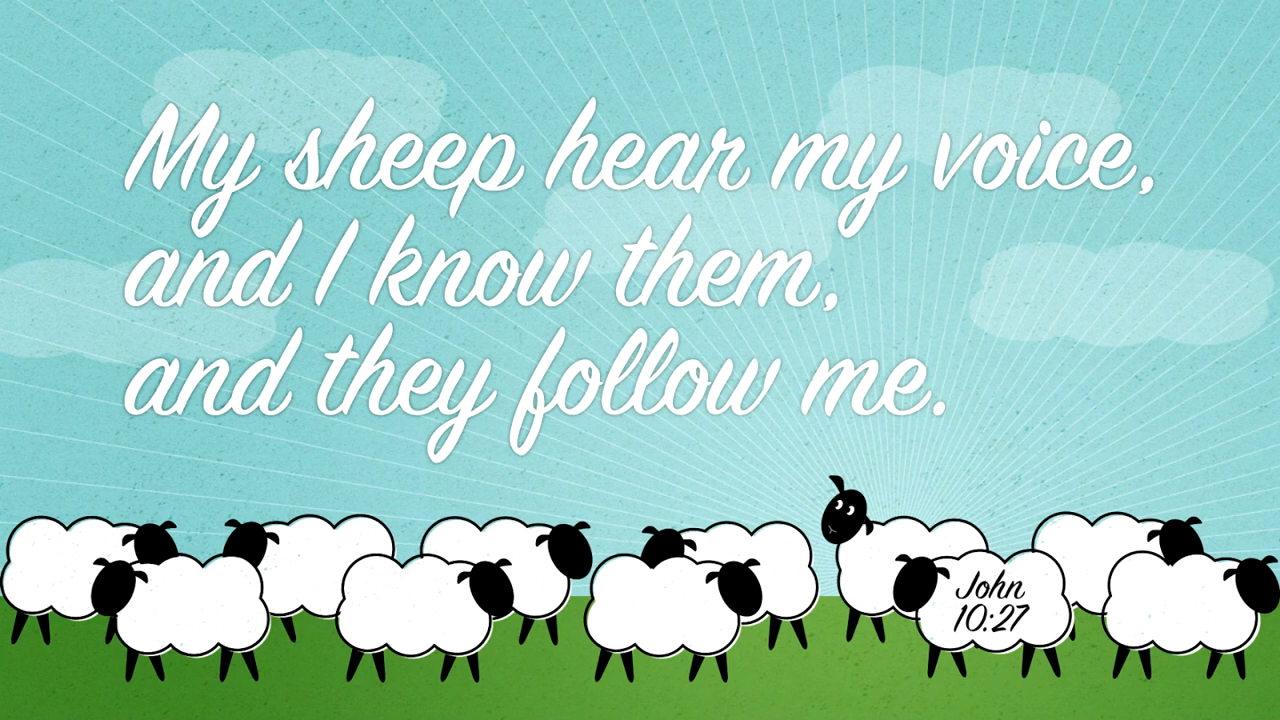 My sheep hear my voice,
and I know them,
and they follow me.
John
10:27